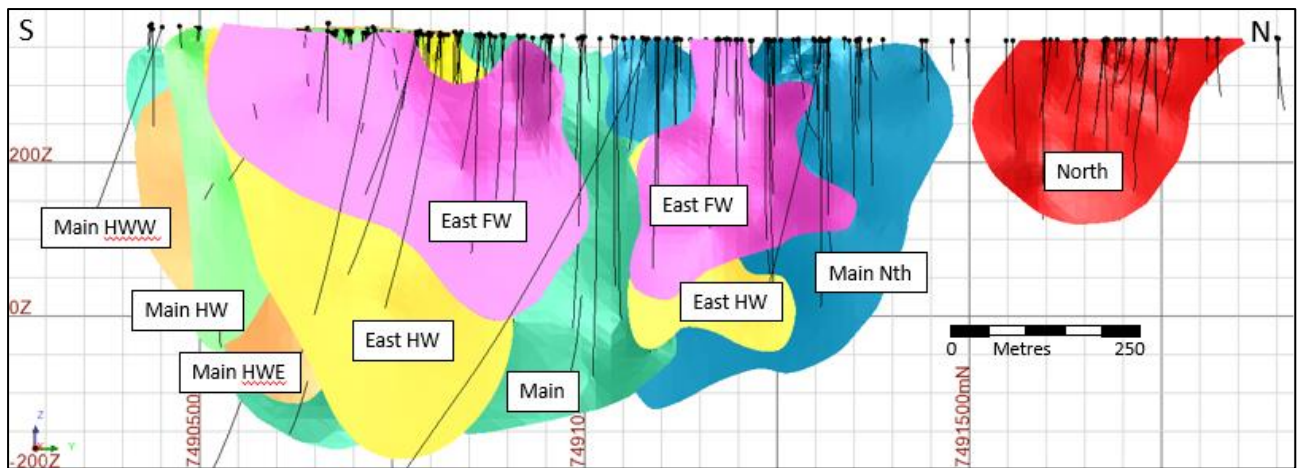 S
N
200Z
North
East FW
East FW
Main HWW
Main Nth
Main HW
East HW
0Z
East HW
0 Metres 250
Main HWE
Main
7490500
74910
7491500mN
Z
Y
-200Z